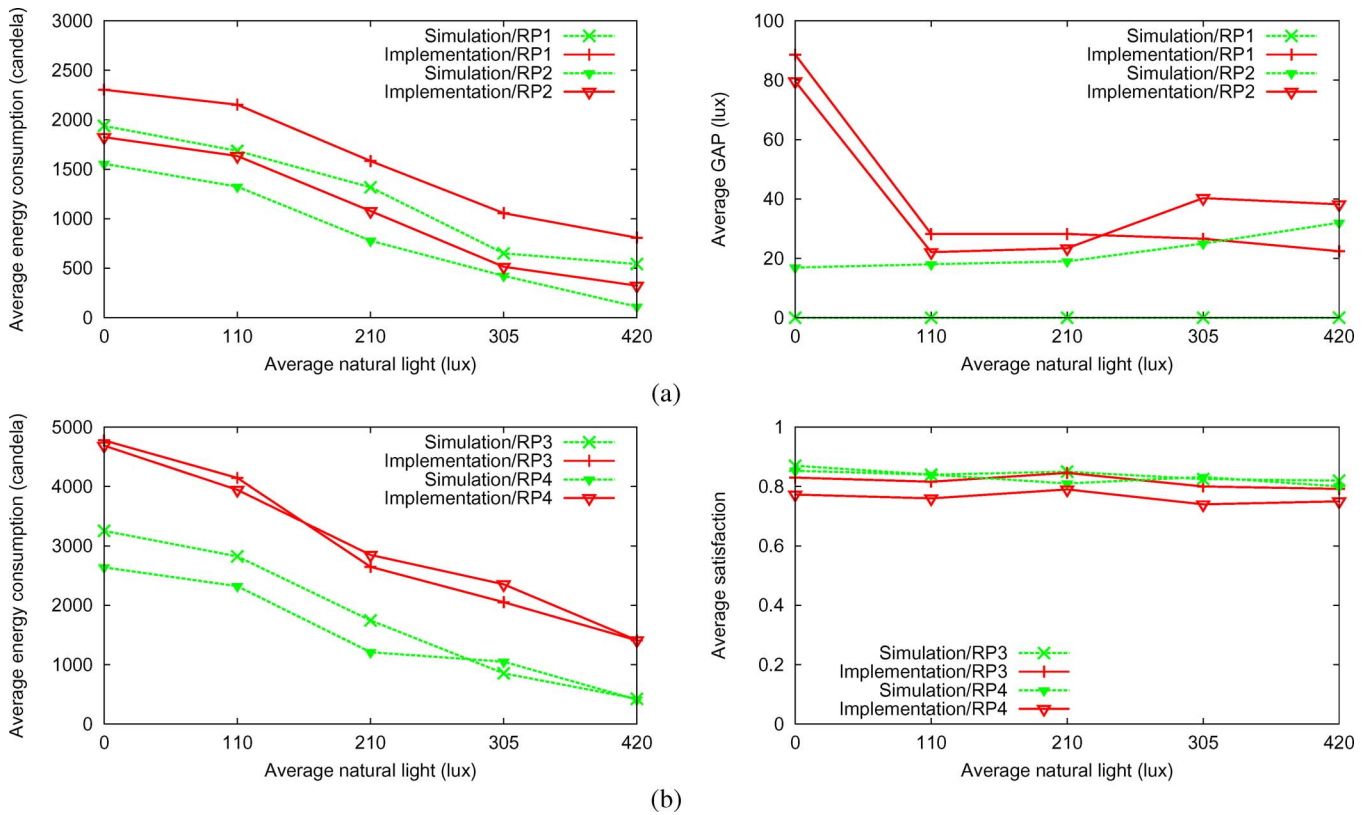 Average energy consumption (candela)
3000
2500
2000
1500
1000
500
0
0 110 210 305 420
Average natural light (lux)
Simulation/RP1
Implementation/RP1
Simulation/RP2
Implementation/RP2
Average GAP (lux)
100
80
60
40
20
0
0 110 210 305 420
Average natural light (lux)
Simulation/RP1
Implementation/RP1
Simulation/RP2
Implementation/RP2
(a)
Average energy consumption (candela)
5000
4000
3000
2000
1000
0
0 110 210 305 420
Average natural light (lux)
Simulation/RP3
Implementation/RP3
Simulation/RP4
Implementation/RP4
Average satisfaction
1
0.8
0.6
0.4
0.2
0
0 110 210 305 420
Average natural light (lux)
Simulation/RP3
Implementation/RP3
Simulation/RP4
Implementation/RP4
(b)